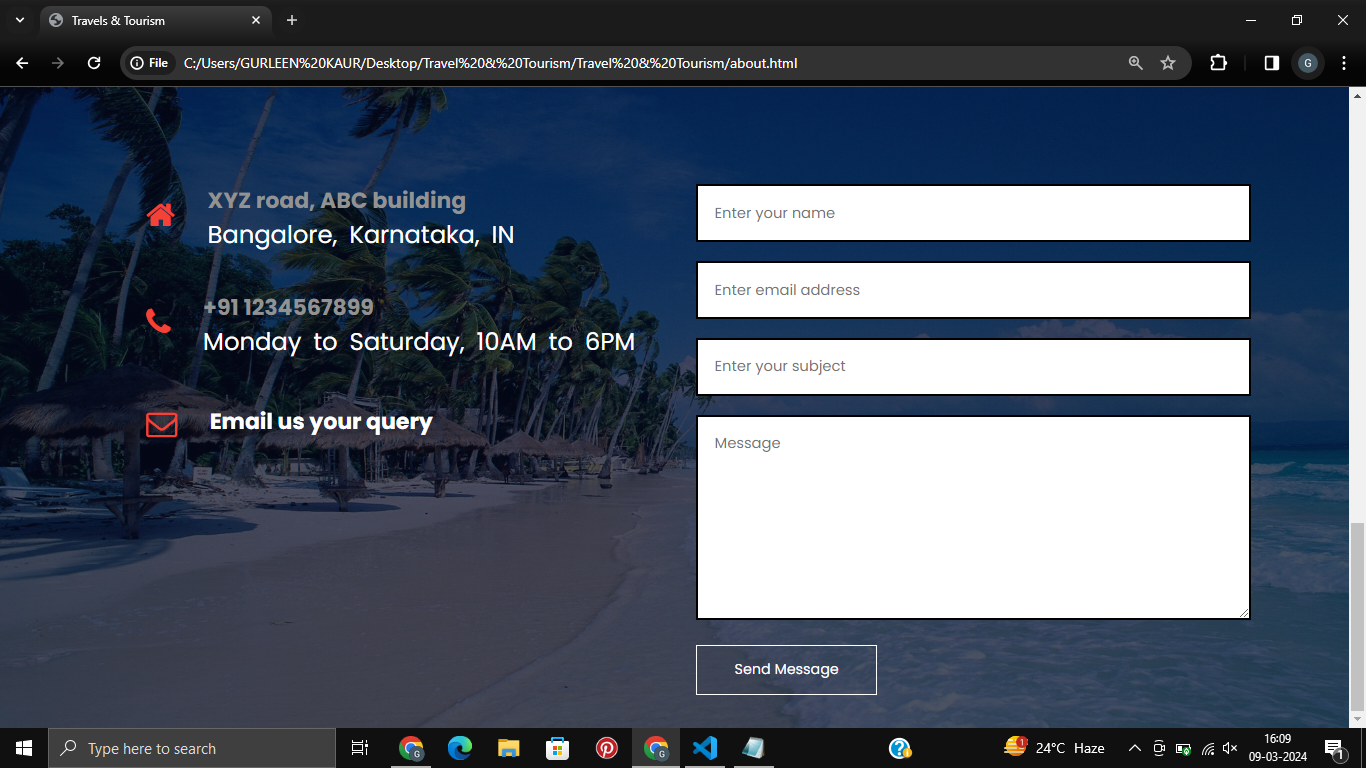 Travels & Tourism
File
C:/Users/GURLEEN%20KAUR/Desktop/Travel%20&%20Tourism/Travel%20&%20Tourism/about.html
G
XYZ road, ABC building
Bangalore, Karnataka, IN
+91 1234567899
Monday to Saturday, 10AM to 6PM
Email us your query
Enter your name
Enter email address
Enter your subject
Message
Send Message
Type here to search
G
G
1
24°C Haze
16:09
09-03-2024
1